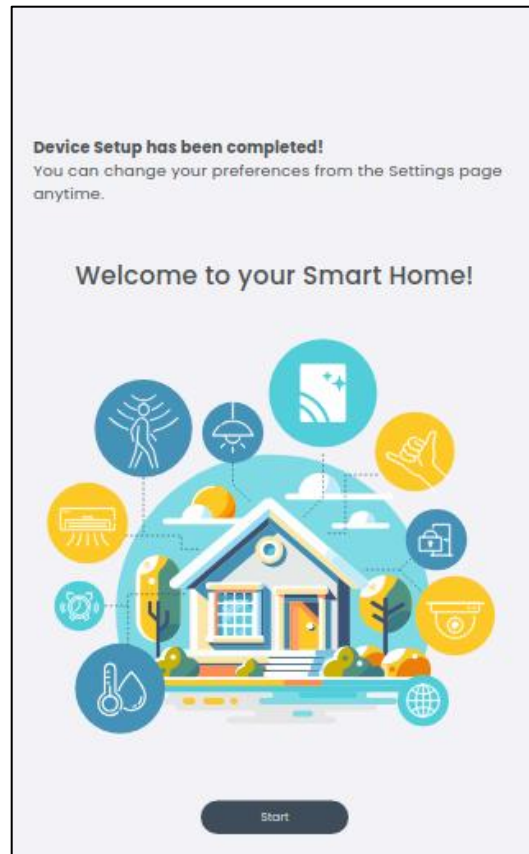 Device Setup has been completed!
You can change your preferences from the Settings page
anytime.
Welcome to your Smart Home!
Start